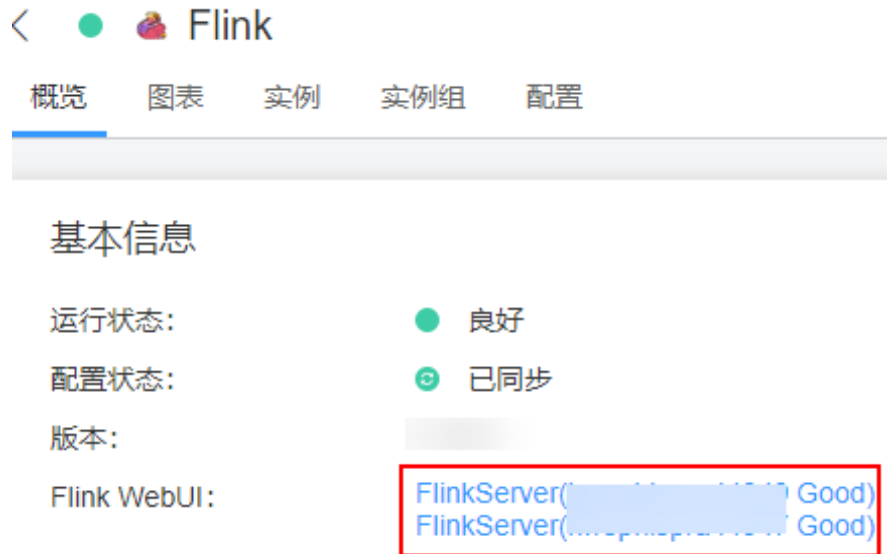 Flink
概览 图表 实例 实例组 配置
基本信息
运行状态： 良好
配置状态： 已同步
版本：
Flink WebUI： FlinkServer( Good)
FlinkServer( Good)